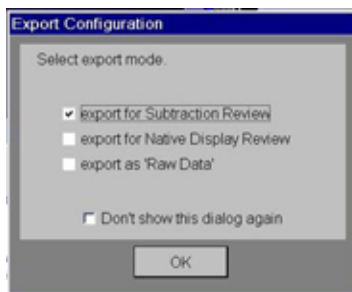 Export Configuration
Select export mode.
export for Subtraction Review
export for Native Display Review
export as 'Raw Data'
Don't show this dialog again
OK